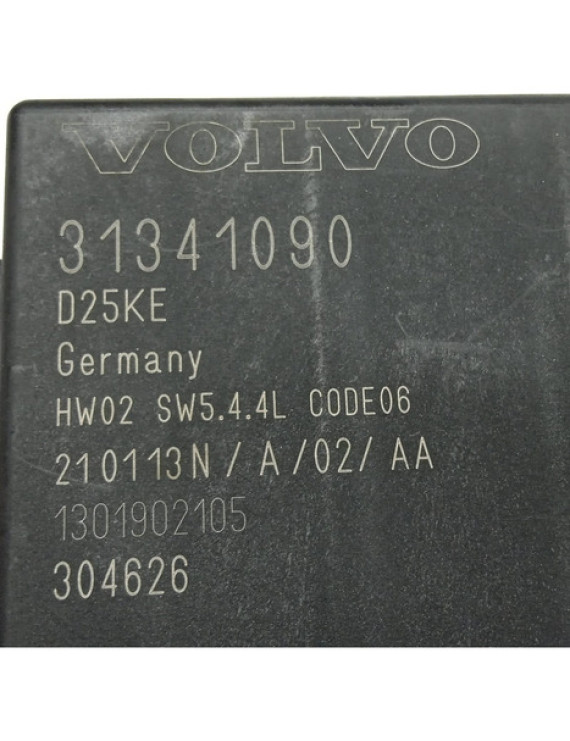 VOLVO
31341090
D25KE
Germany
HW02 SW5.4.4L CODE06
210113N/A/02/AA
1301902105
304626